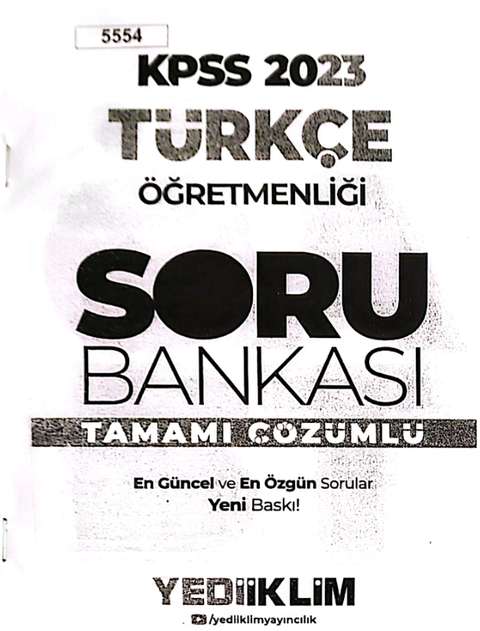 5554
KPSS 2023
TÜRKÇE
ÖĞRETMENLİĞİ
SORU
BANKASI
TAMAMI ÇÖZÜMLÜ
En Güncel ve En Özgün Sorular
Yeni Baskı!
YEDİİKLİM
/yediiklimyayıncılık